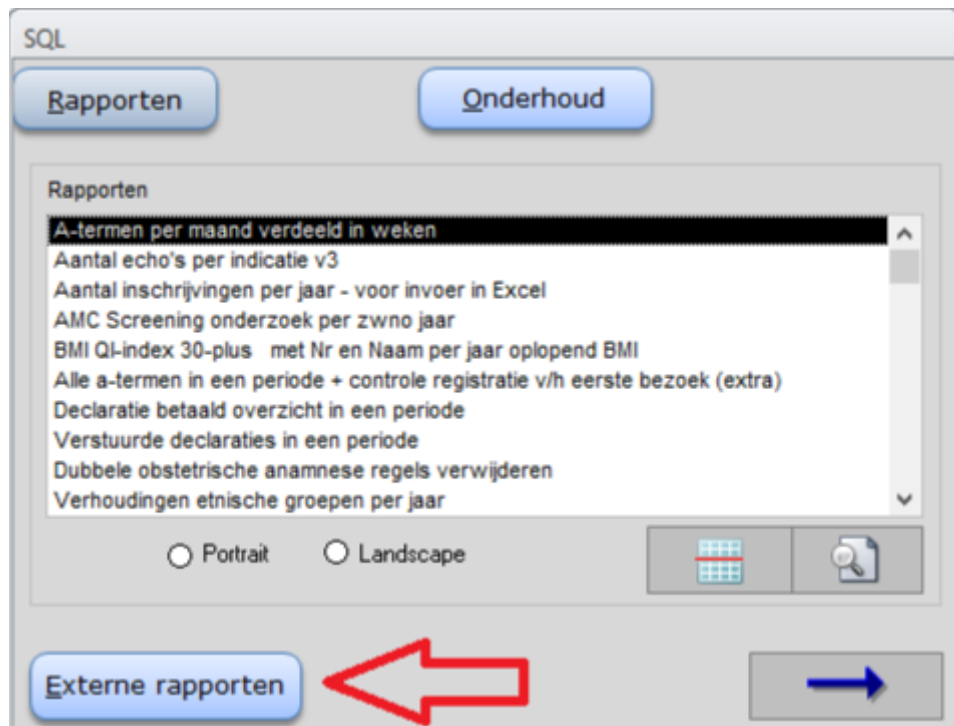 SQL
Rapporten
Onderhoud
Rapporten
A-termen per maand verdeeld in weken
Aantal echo's per indicatie v3
Aantal inschrijvingen per jaar - voor invoer in Excel
AMC Screening onderzoek per zwno jaar
BMI QI-index 30-plus met Nr en Naam per jaar oplopend BMI
Alle a-termen in een periode + controle registratie v/h eerste bezoek (extra)
Declaratie betaald overzicht in een periode
Verstuurde declaraties in een periode
Dubbele obstetrische anamnese regels verwijderen
Verhoudingen etnische groepen per jaar
Portrait
Landscape
Externe rapporten